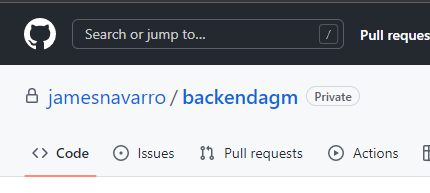 Search or jump to...
/
Pull reques
jamesnavarro / backendagm Private
Code Issues Pull requests Actions